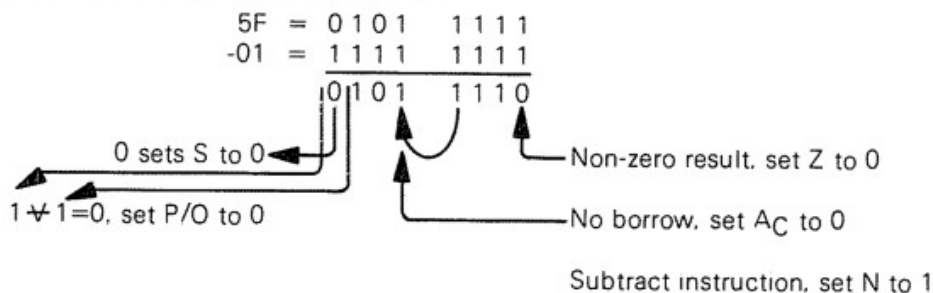 5F = 0101 1111
-01 = 1111 1111
0101 1110
0 sets S to 0
Non-zero result. set Z to 0
1 ⊻ 1=0, set P/O to 0
No borrow, set AC to 0
Subtract instruction, set N to 1